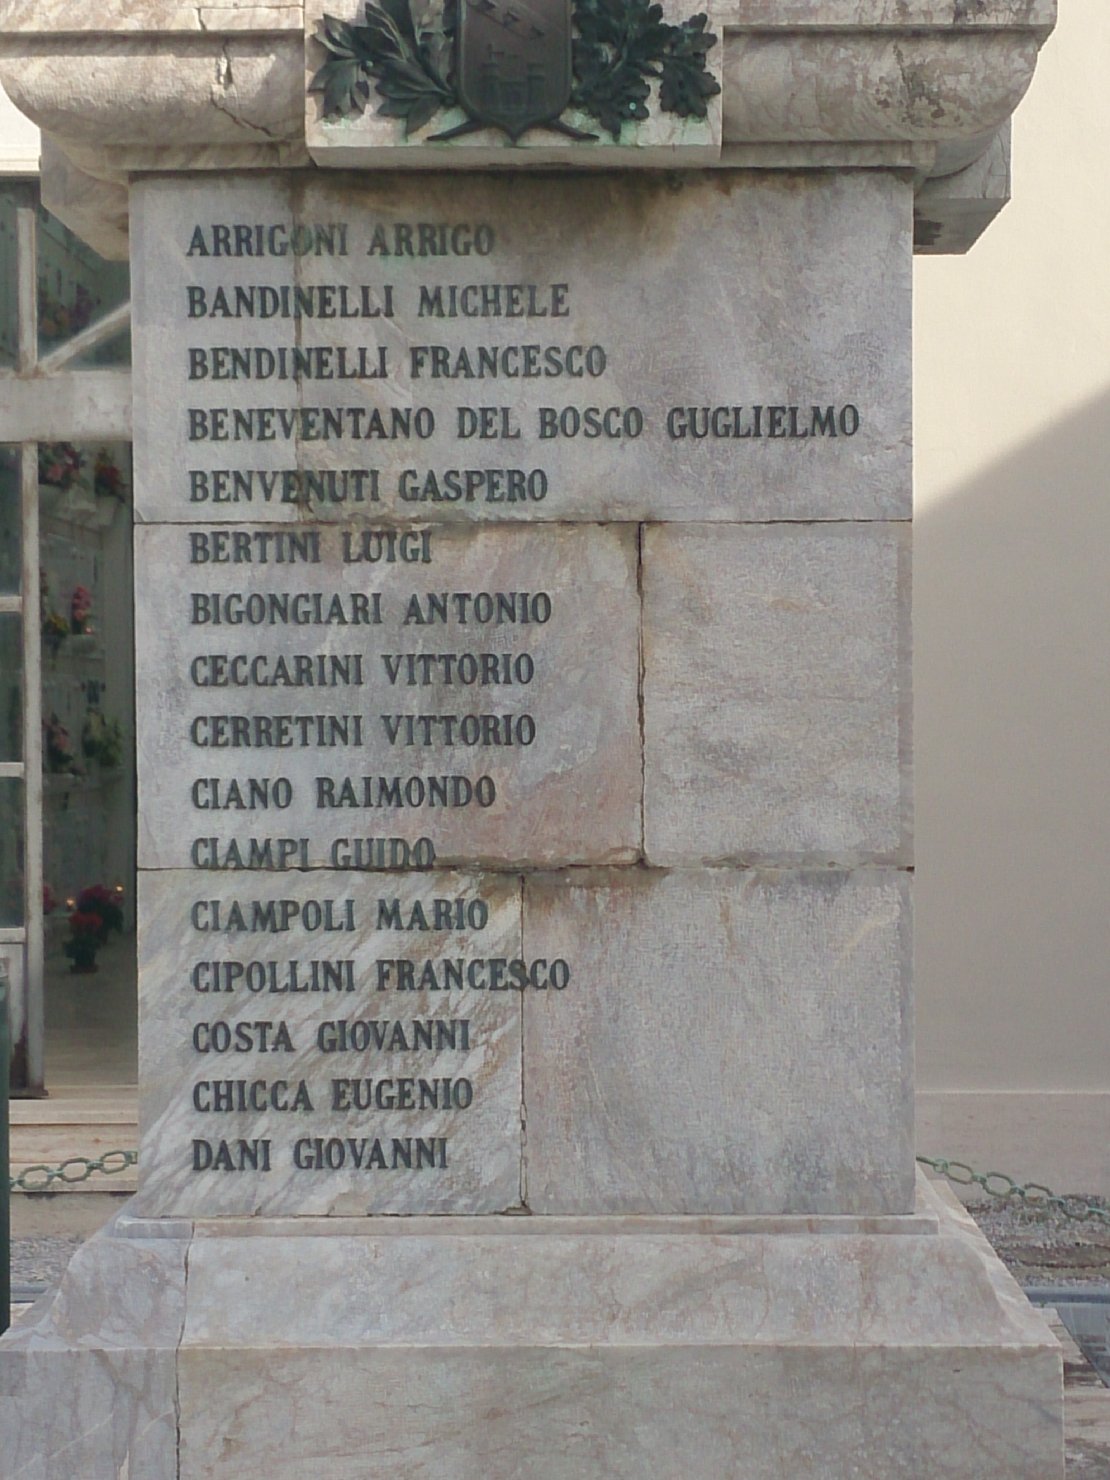 ARRIGONI ARRIGO
BANDINELLI MICHELE
BENDINELLI FRANCESCO
BENEVENTANO DEL BOSCO GUGLIELMO
BENVENUTI GASPERO
BERTINI LUIGI
BIGONGIARI ANTONIO
CECCARINI VITTORIO
CERRETINI VITTORIO
CIANO RAIMONDO
CIAMPI GUIDO
CIAMPOLI MARIO
CIPOLLINI FRANCESCO
COSTA GIOVANNI
CHICCA EUGENIO
DANI GIOVANNI